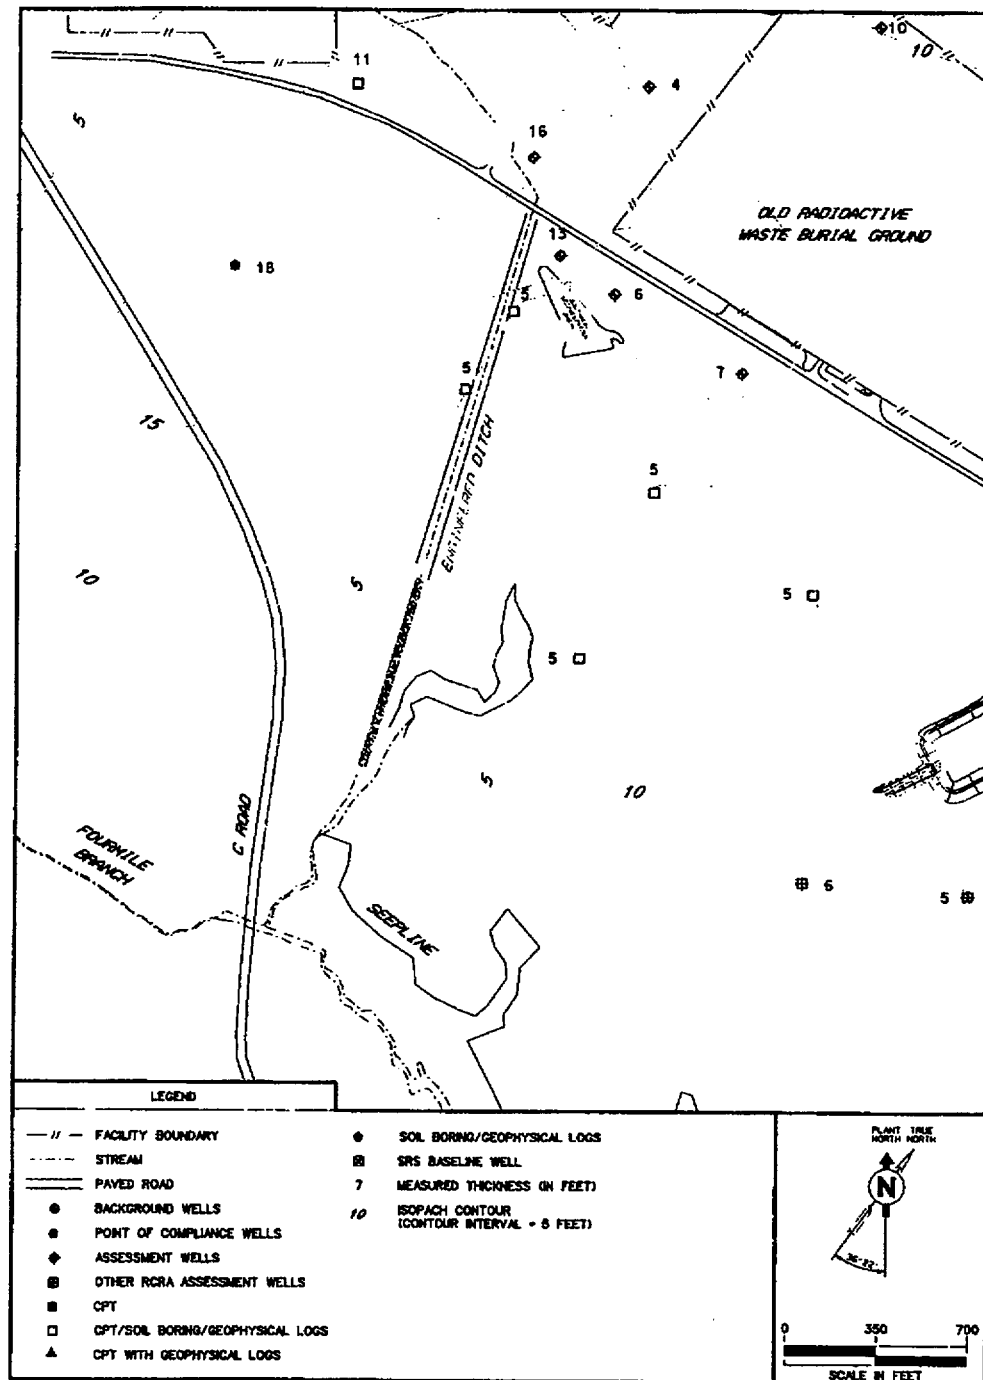 10
10
11
4
5
16
OLD RADIOACTIVE
WASTE BURIAL GROUND
13
18
5
6
5
7
15
ENGINEERED DITCH
5
10
5
5
5
5
10
C ROAD
FOURMILE
BRANCH
6
5
SEEPLINE
LEGEND
FACILITY BOUNDARY
STREAM
PAVED ROAD
BACKGROUND WELLS
POINT OF COMPLIANCE WELLS
ASSESSMENT WELLS
OTHER RCRA ASSESSMENT WELLS
CPT
CPT/SOIL BORING/GEOPHYSICAL LOGS
CPT WITH GEOPHYSICAL LOGS
SOIL BORING/GEOPHYSICAL LOGS
SRS BASELINE WELL
7 MEASURED THICKNESS (IN FEET)
10 ISOPACH CONTOUR
(CONTOUR INTERVAL = 5 FEET)
PLANT TRUE
NORTH NORTH
N
0 350 700
SCALE IN FEET